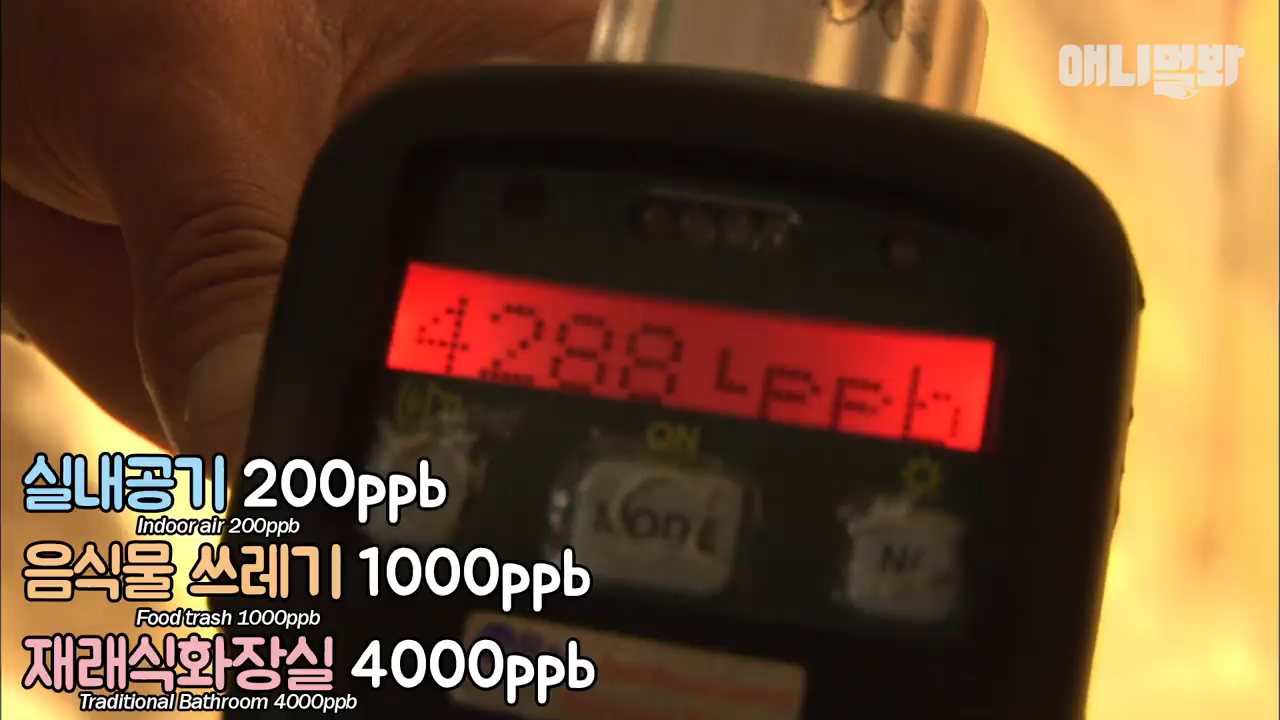 애니멀봐
4288 ppb
ON
MODE
N/
실내공기 200ppb
Indoor air 200ppb
음식물 쓰레기 1000ppb
Food trash 1000ppb
재래식화장실 4000ppb
Traditional Bathroom 4000ppb